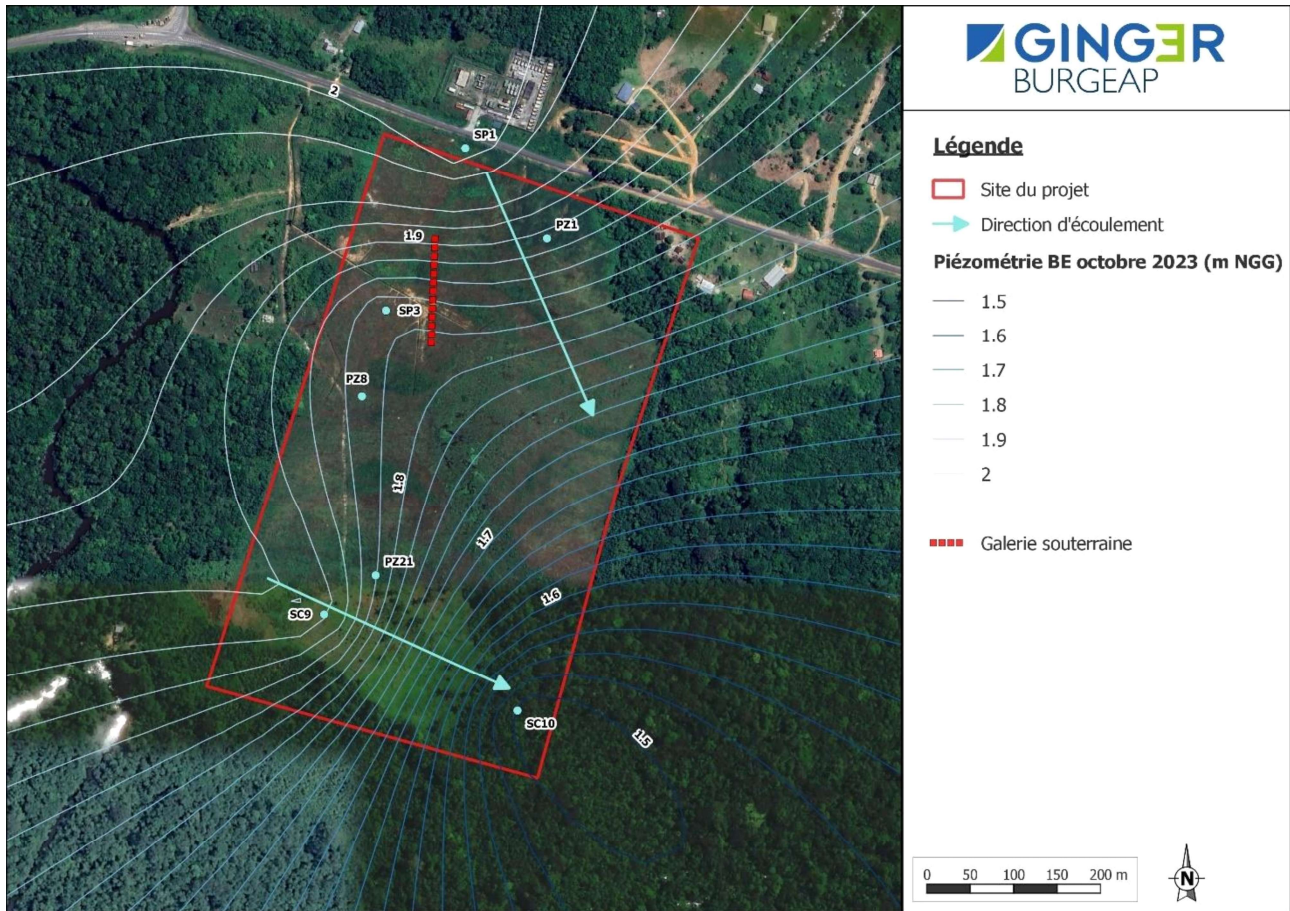 GINGER
BURGEAP
Légende
Site du projet
Direction d'écoulement
Piézométrie BE octobre 2023 (m NGG)
1.5
1.6
1.7
1.8
1.9
2
Galerie souterraine
0 50 100 150 200 m
N
2
SP1
PZ1
1.9
SP3
PZ8
1.8
1.7
PZ21
1.6
SC9
SC10
1.5